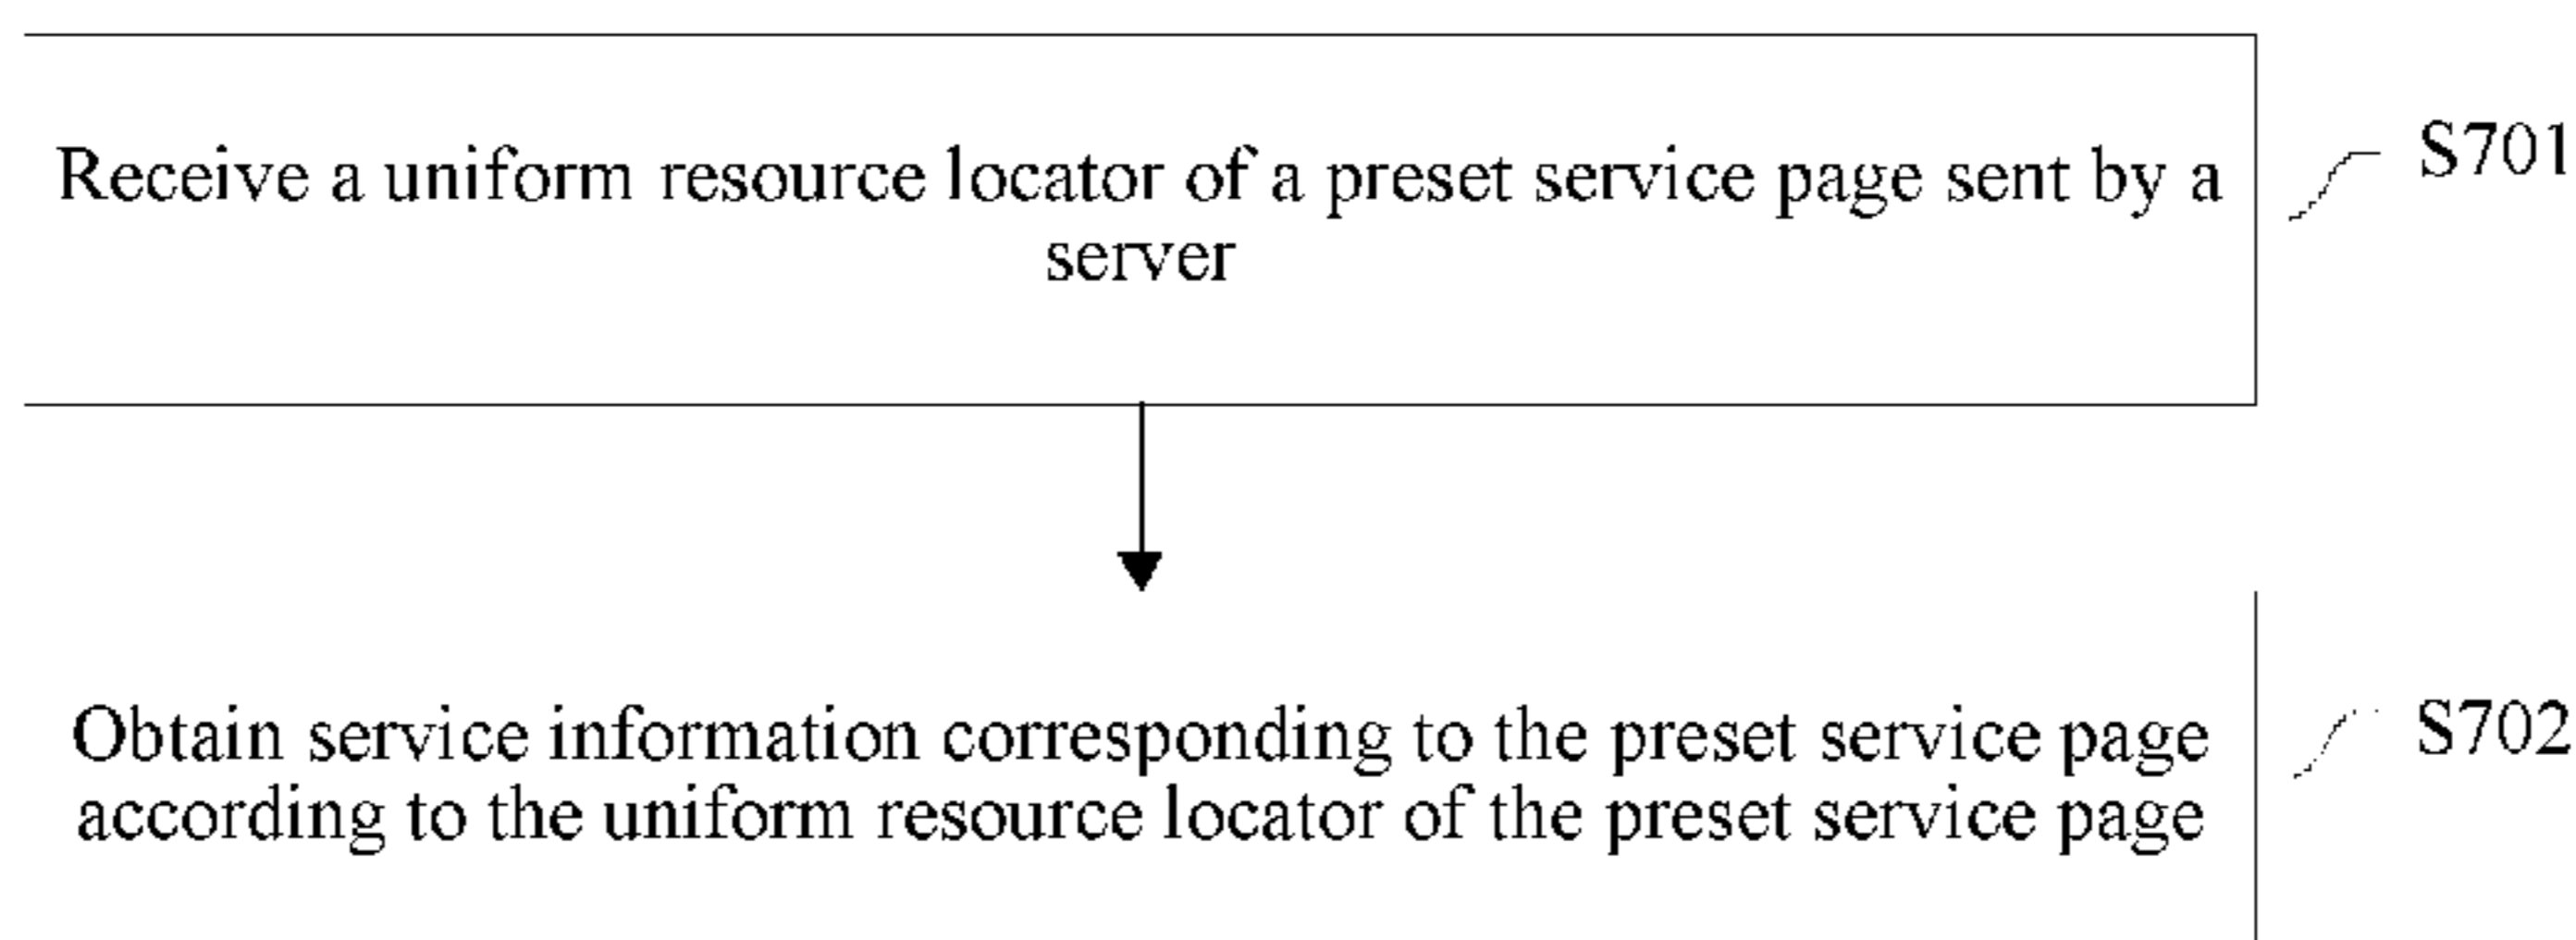 Receive a uniform resource locator of a preset service page sent by a
server
S701
Obtain service information corresponding to the preset service page
according to the uniform resource locator of the preset service page
S702